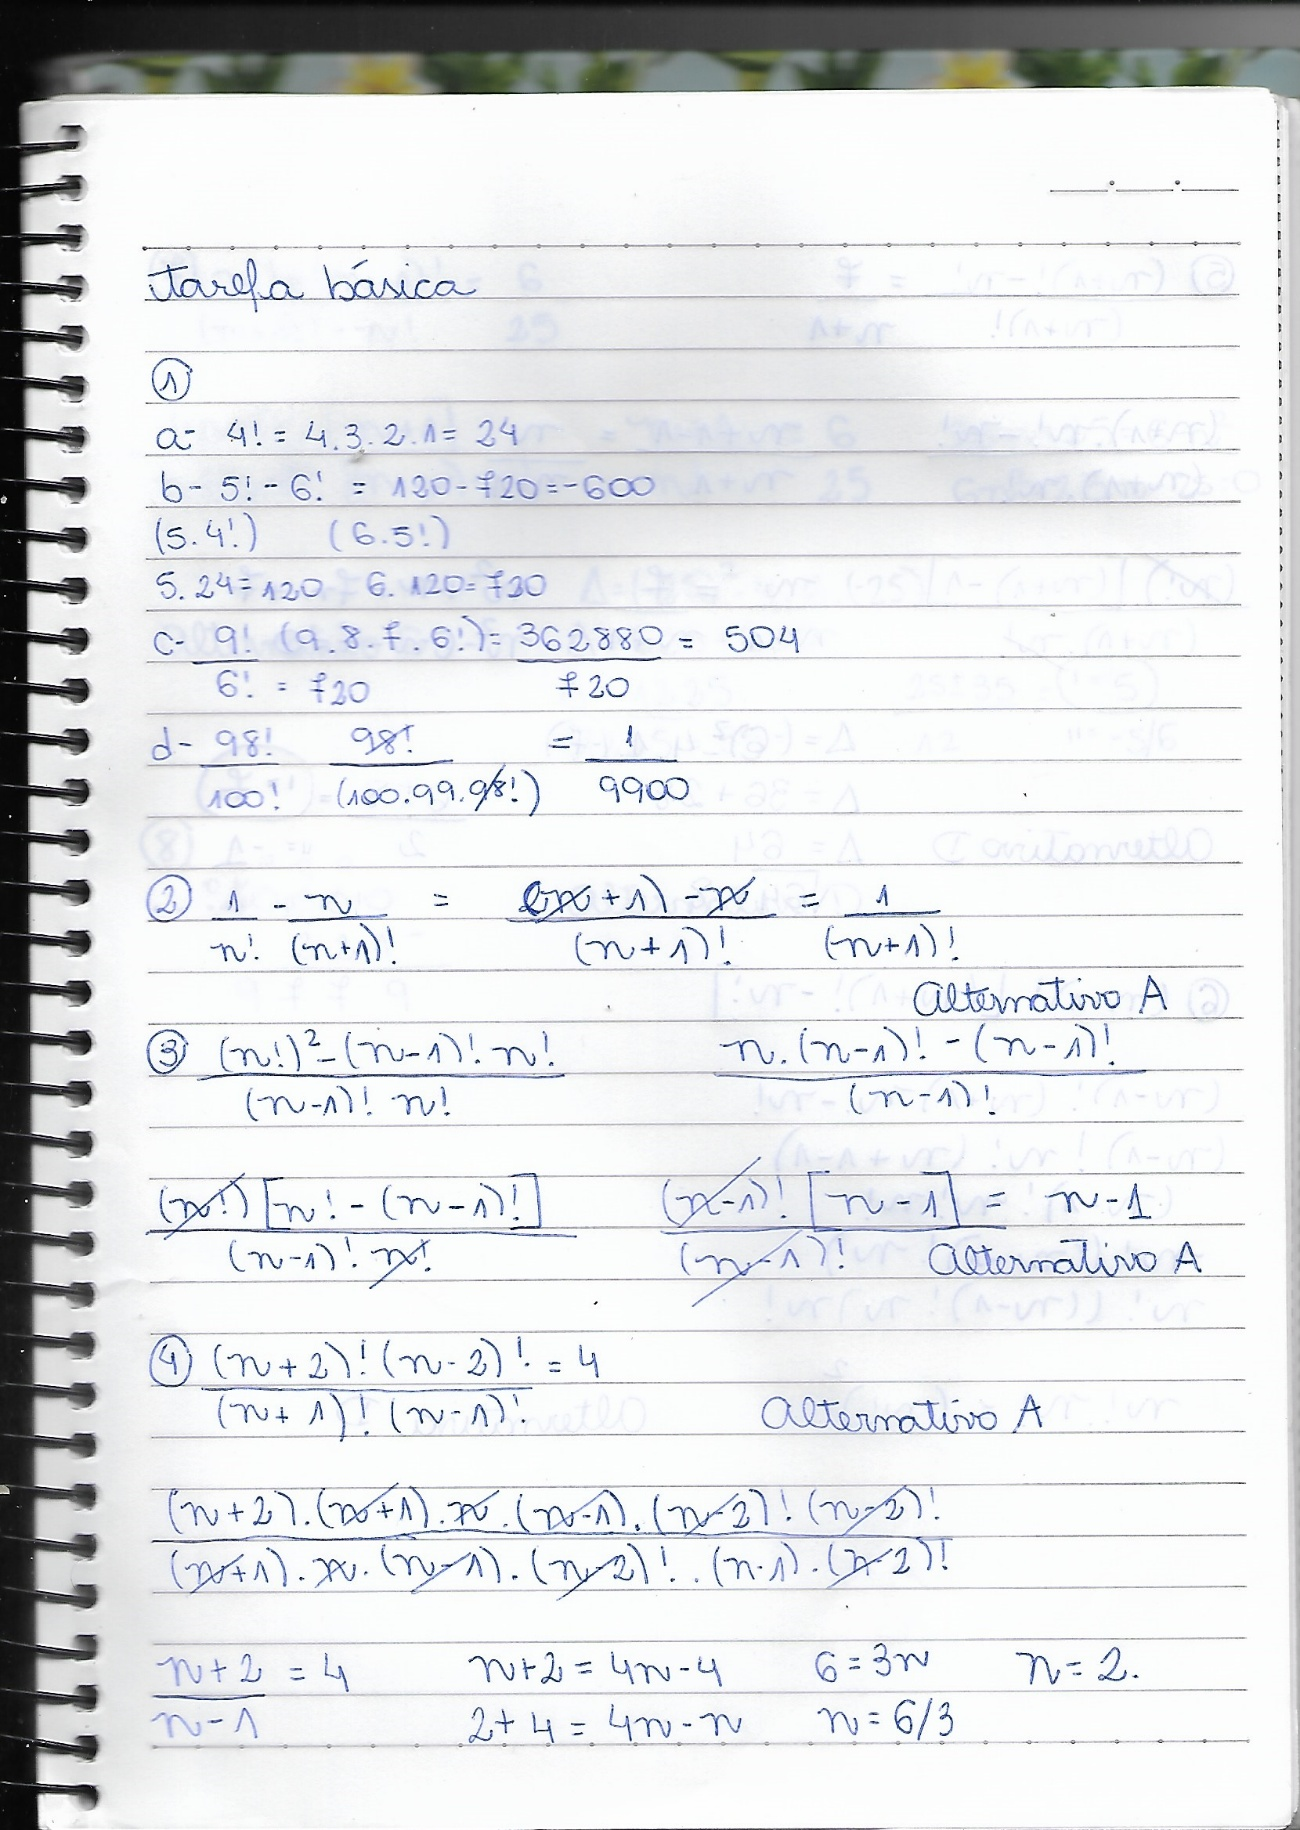 tarefa básica
①
a- 4! = 4.3.2.1 = 24
b- 5! - 6! = 120-720=-600
(5.4!) (6.5!)
5.24=120 6.120=720
c- 9! (9.8.7.6!) = 362880 = 504
6! = 720 720
d- 98! 98! = 1
100! (100.99.98!) 9900
② 1 - n = (n+1) - n = 1
n! (n+1)! (n+1)! (n+1)!
Alternativa A
③ (n!)² - (n-1)! n! n.(n-1)! - (n-1)!
(n-1)! n! (n-1)!
(n!) [n! - (n-1)!] (n-1)! [n-1] = n-1
(n-1)! n! (n-1)! Alternativa A
④ (n+2)! (n-2)! = 4
(n+1)! (n-1)! Alternativa A
(n+2).(n+1).n.(n-1).(n-2)! (n-2)!
(n+1).n.(n-1).(n-2)!.(n-1).(n-2)!
n+2 = 4 n+2 = 4n-4 6=3n n=2.
n-1 2+4 = 4n-n n=6/3